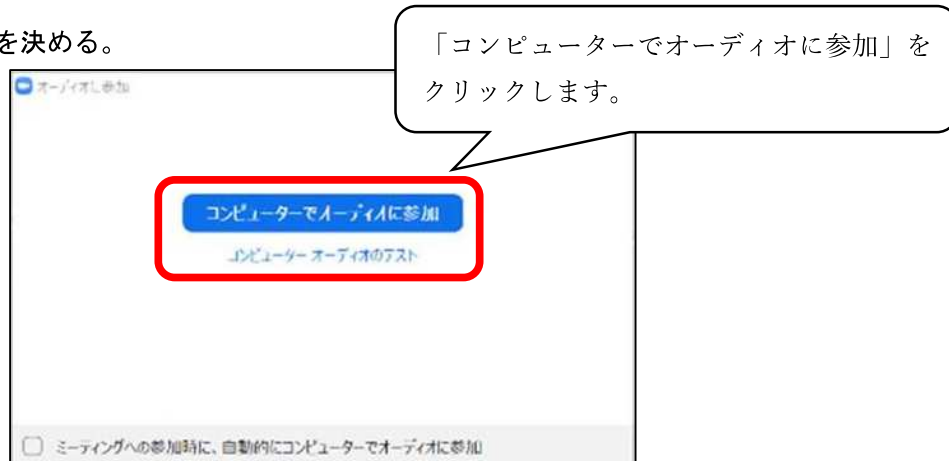 を決める。
「コンピューターでオーディオに参加」を
クリックします。
オーディオに参加
コンピューターでオーディオに参加
コンピューター オーディオのテスト
ミーティングへの参加時に、自動的にコンピューターでオーディオに参加